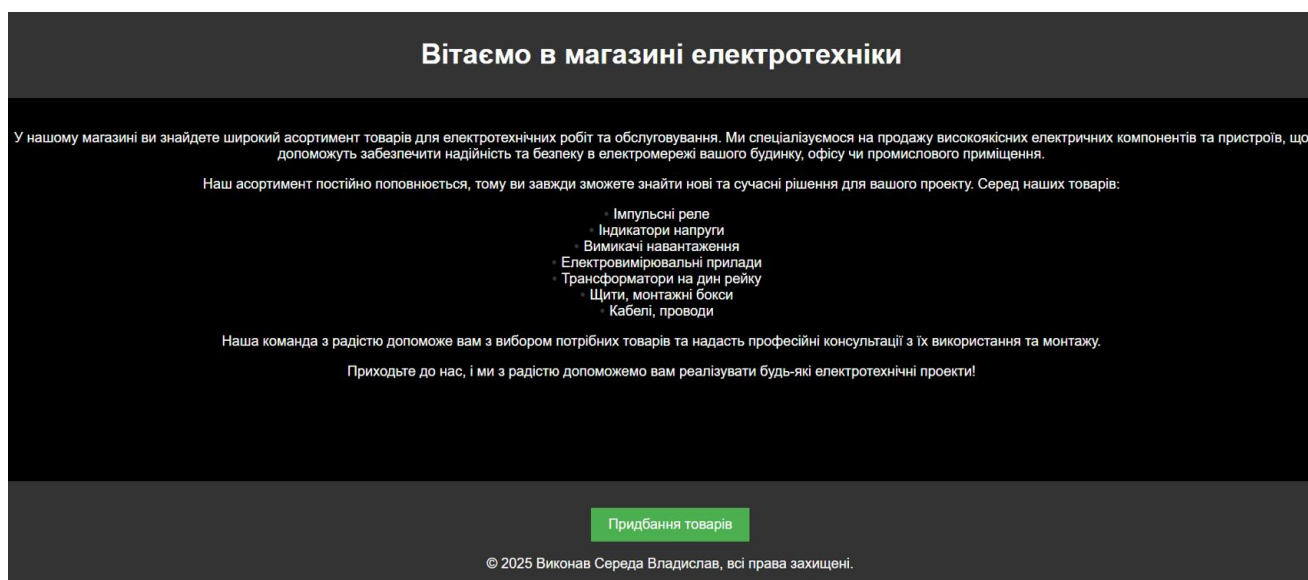 Вітаємо в магазині електротехніки
У нашому магазині ви знайдете широкий асортимент товарів для електротехнічних робіт та обслуговування. Ми спеціалізуємося на продажу високоякісних електричних компонентів та пристроїв, що
допоможуть забезпечити надійність та безпеку в електромережі вашого будинку, офісу чи промислового приміщення.
Наш асортимент постійно поповнюється, тому ви завжди зможете знайти нові та сучасні рішення для вашого проекту. Серед наших товарів:
• Імпульсні реле
• Індикатори напруги
• Вимикачі навантаження
• Електровимірювальні прилади
• Трансформатори на дин рейку
• Щити, монтажні бокси
• Кабелі, проводи
Наша команда з радістю допоможе вам з вибором потрібних товарів та надасть професійні консультації з їх використання та монтажу.
Приходьте до нас, і ми з радістю допоможемо вам реалізувати будь-які електротехнічні проекти!
Придбання товарів
© 2025 Виконав Середа Владислав, всі права захищені.